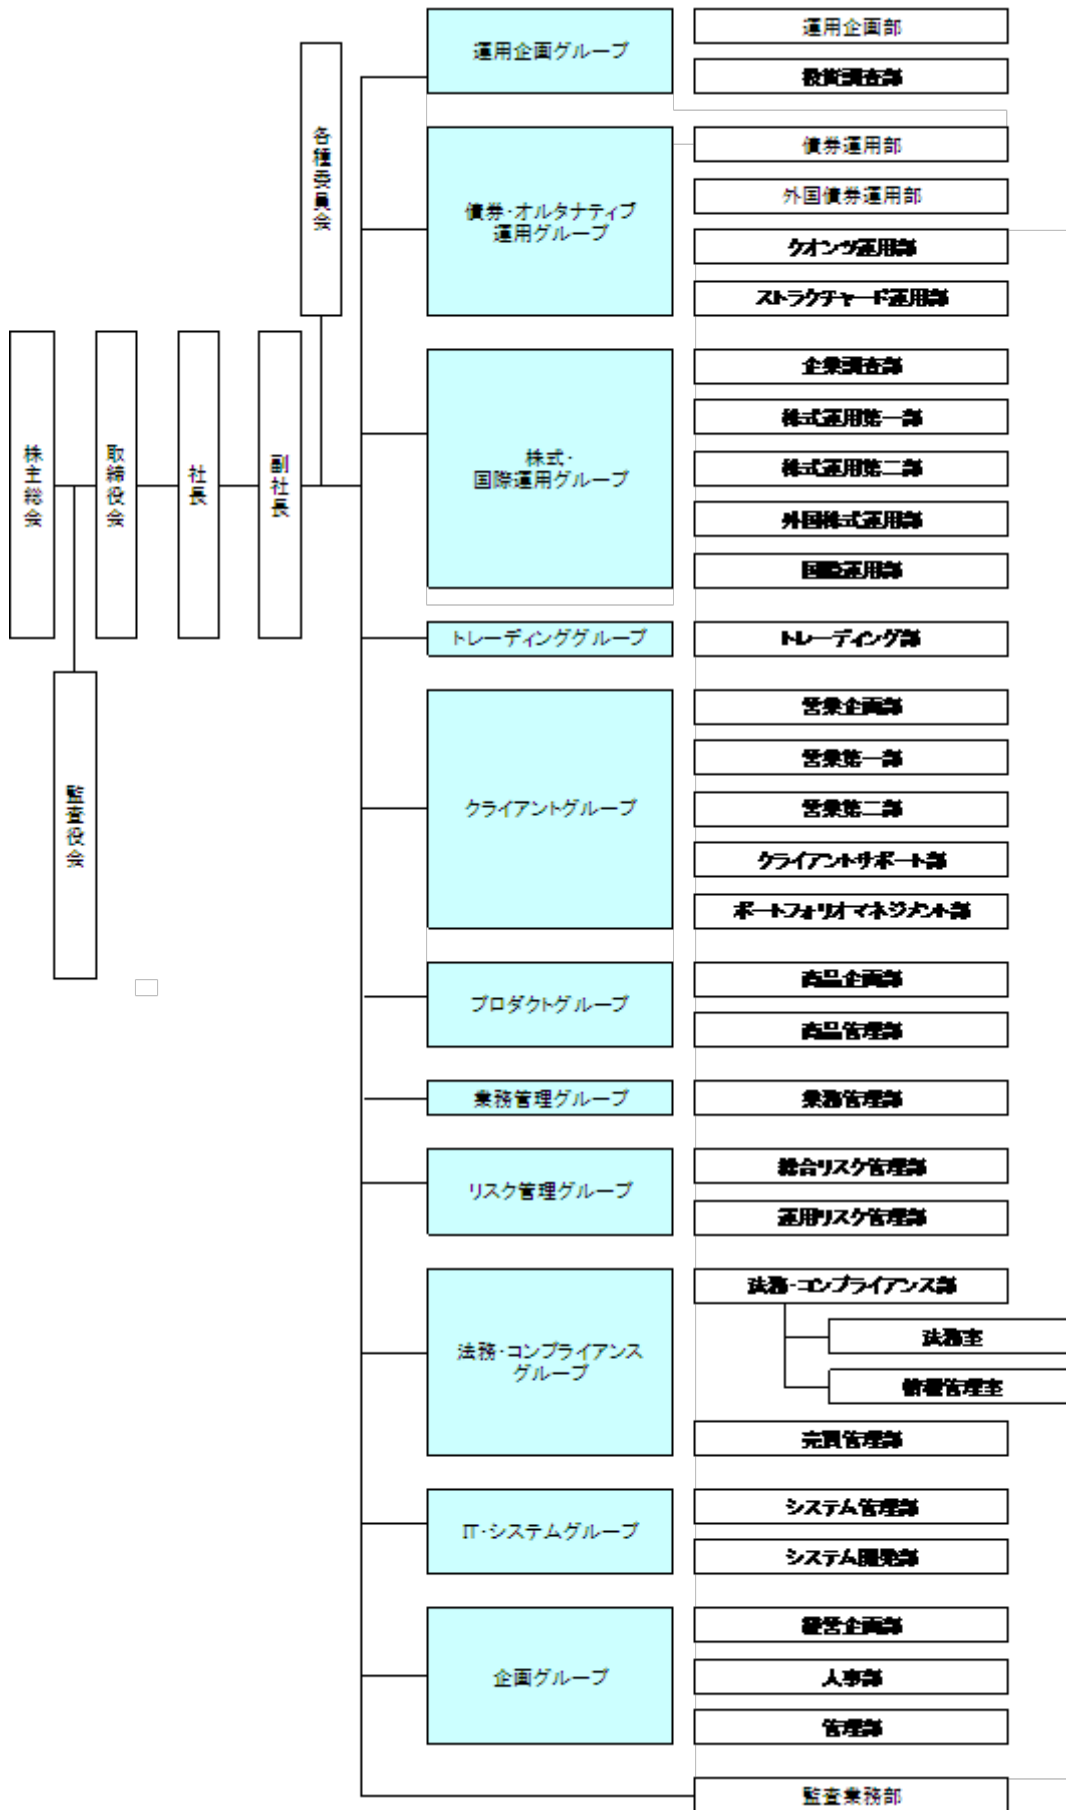 運用企画グループ
運用企画部
投資調査部
各種委員会
債券・オルタナティブ
運用グループ
債券運用部
外国債券運用部
クオンツ運用部
ストラクチャード運用部
株主総会
取締役会
社長
副社長
監査役会
株式・
国際運用グループ
企業調査部
株式運用第一部
株式運用第二部
外国株式運用部
国際運用部
トレーディンググループ
トレーディング部
クライアントグループ
営業企画部
営業第一部
営業第二部
クライアントサポート部
ポートフォリオマネジメント部
プロダクトグループ
商品企画部
商品管理部
業務管理グループ
業務管理部
リスク管理グループ
総合リスク管理部
運用リスク管理部
法務・コンプライアンス
グループ
法務・コンプライアンス部
法務室
情報管理室
売買管理部
IT・システムグループ
システム管理部
システム開発部
企画グループ
経営企画部
人事部
管理部
監査業務部